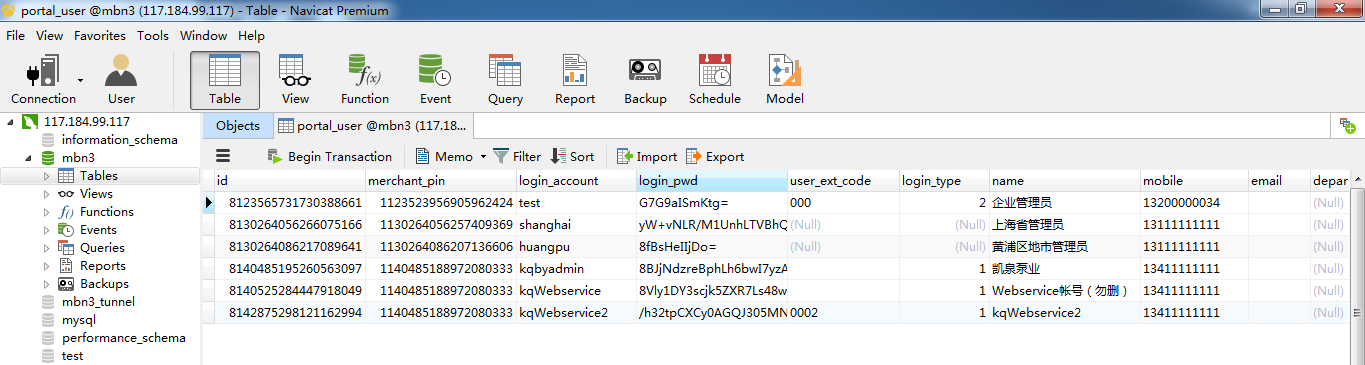 portal_user @mbn3 (117.184.99.117) - Table - Navicat Premium
File View Favorites Tools Window Help
Connection User Table View Function Event Query Report Backup Schedule Model
f(x)
117.184.99.117
information_schema
mbn3
Tables
Views
Functions
Events
Queries
Reports
Backups
mbn3_tunnel
mysql
performance_schema
test
Objects portal_user @mbn3 (117.18...
Begin Transaction Memo Filter Sort Import Export
id merchant_pin login_account login_pwd user_ext_code login_type name mobile email depar
8123565731730388661 1123523956905962424 test G7G9aISmKtg= 000 2 企业管理员 13200000034 (Null)
8130264056266075166 1130264056257409369 shanghai yW+vNLR/M1UnhLTVBhQ (Null) (Null) 上海省管理员 13111111111 (Null)
8130264086217089641 1130264086207136606 huangpu 8fBsHeIIjDo= (Null) (Null) 黄浦区地市管理员 13111111111 (Null)
8140485195260563097 1140485188972080333 kqbyadmin 8BJjNdzreBphLh6bwI7yzA 1 凯泉泵业 13411111111 (Null)
8140525284447918049 1140485188972080333 kqWebservice 8Vly1DY3scjk5ZXR7Ls48w 1 Webservice帐号（勿删） 13411111111 (Null)
8142875298121162994 1140485188972080333 kqWebservice2 /h32tpCXCy0AGQJ305MN 0002 1 kqWebservice2 13411111111 (Null)